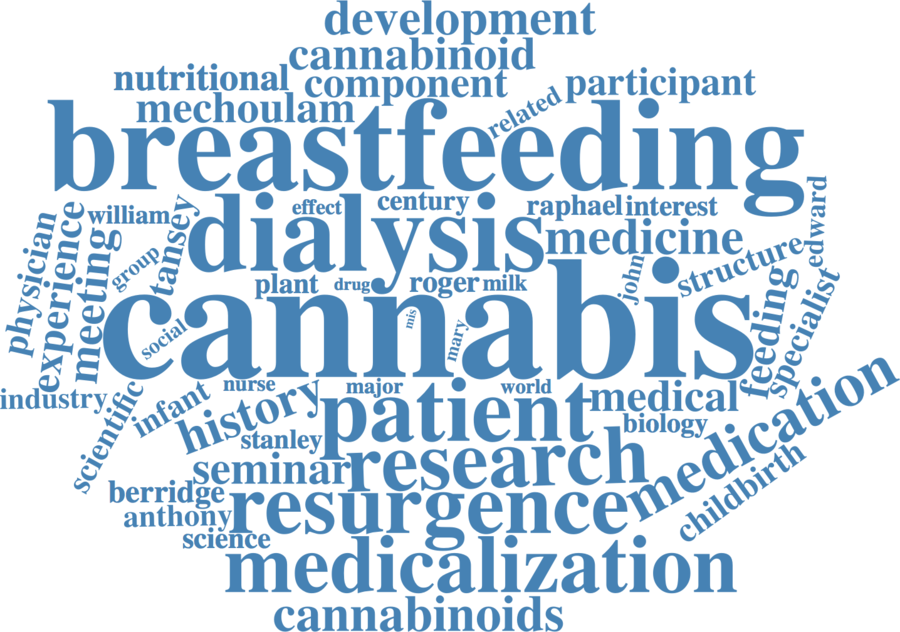 development
cannabinoid
nutritional component participant
mechoulam related
breastfeeding
william effect century raphael interest edward
dialysis medicine
physician experience meeting group tansey
plant drug roger milk john structure
cannabis
social mis mary feeding specialist
industry nurse major world
scientific infant history patient medical
stanley biology
seminar research medication
berridge resurgence childbirth
anthony
science
medicalization
cannabinoids